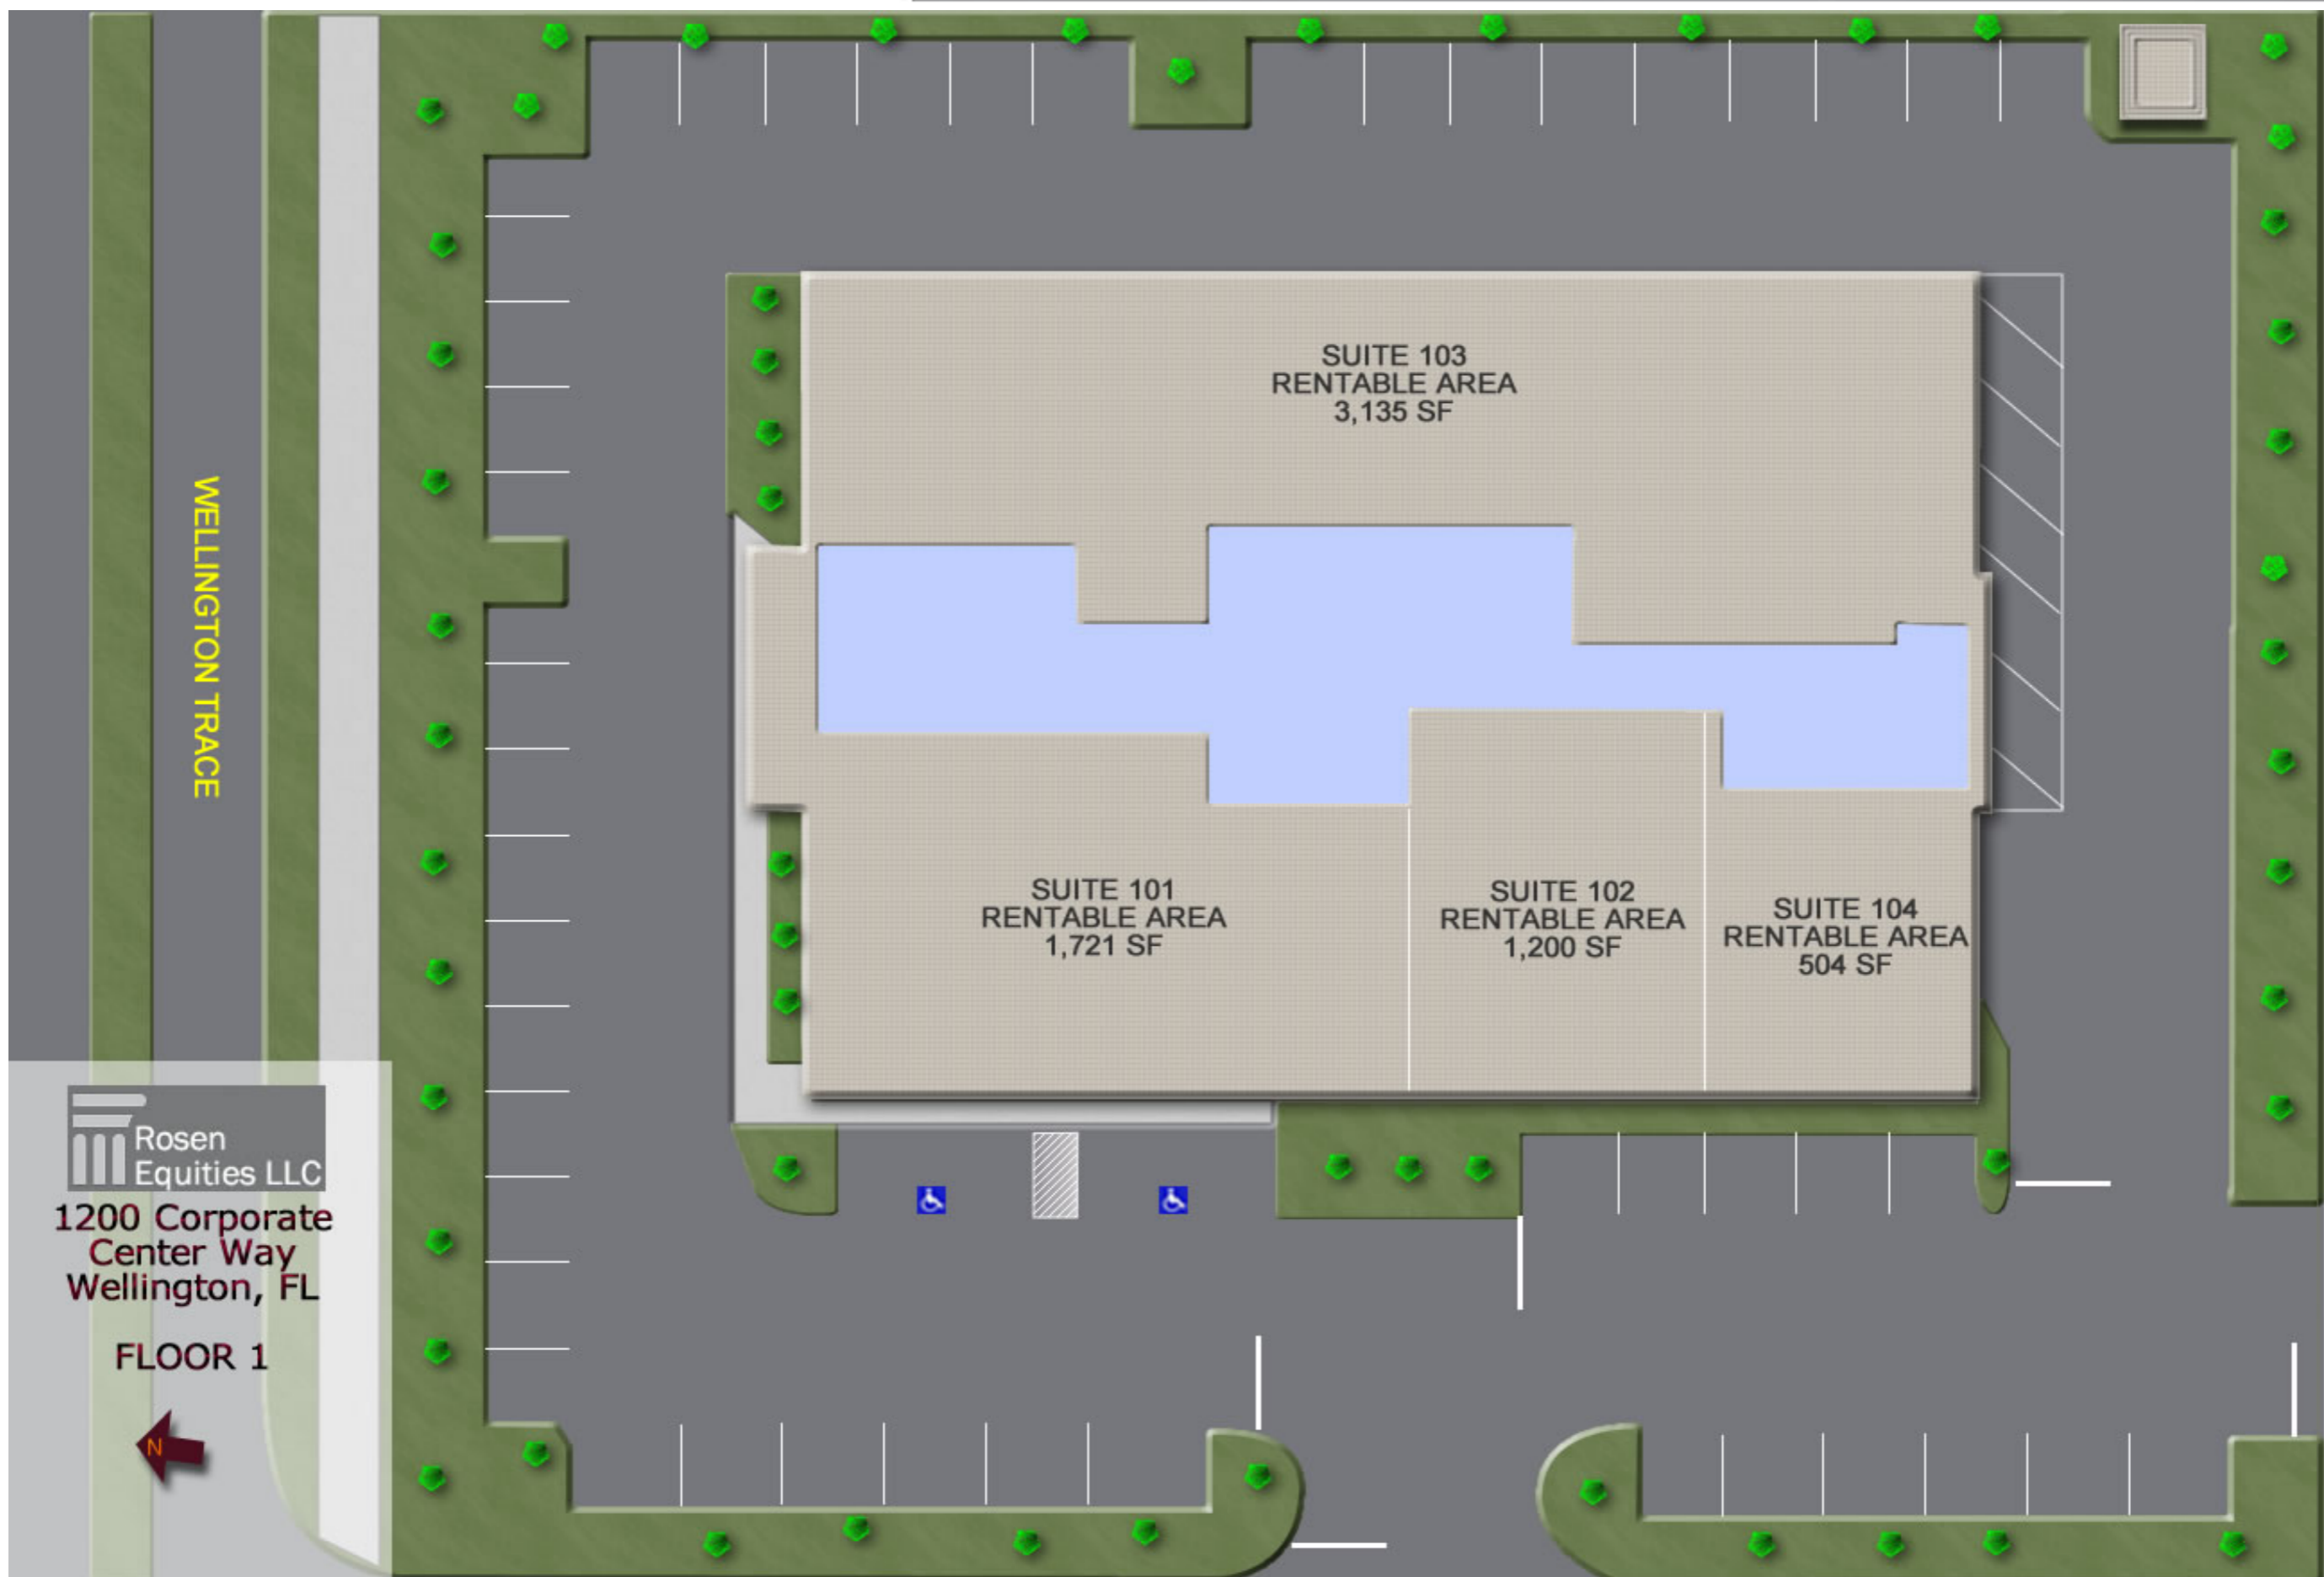 SUITE 103
RENTABLE AREA
3,135 SF
WELLINGTON TRACE
SUITE 101
RENTABLE AREA
1,721 SF
SUITE 102
RENTABLE AREA
1,200 SF
SUITE 104
RENTABLE AREA
504 SF
Rosen
Equities LLC
1200 Corporate
Center Way
Wellington, FL
FLOOR 1
N